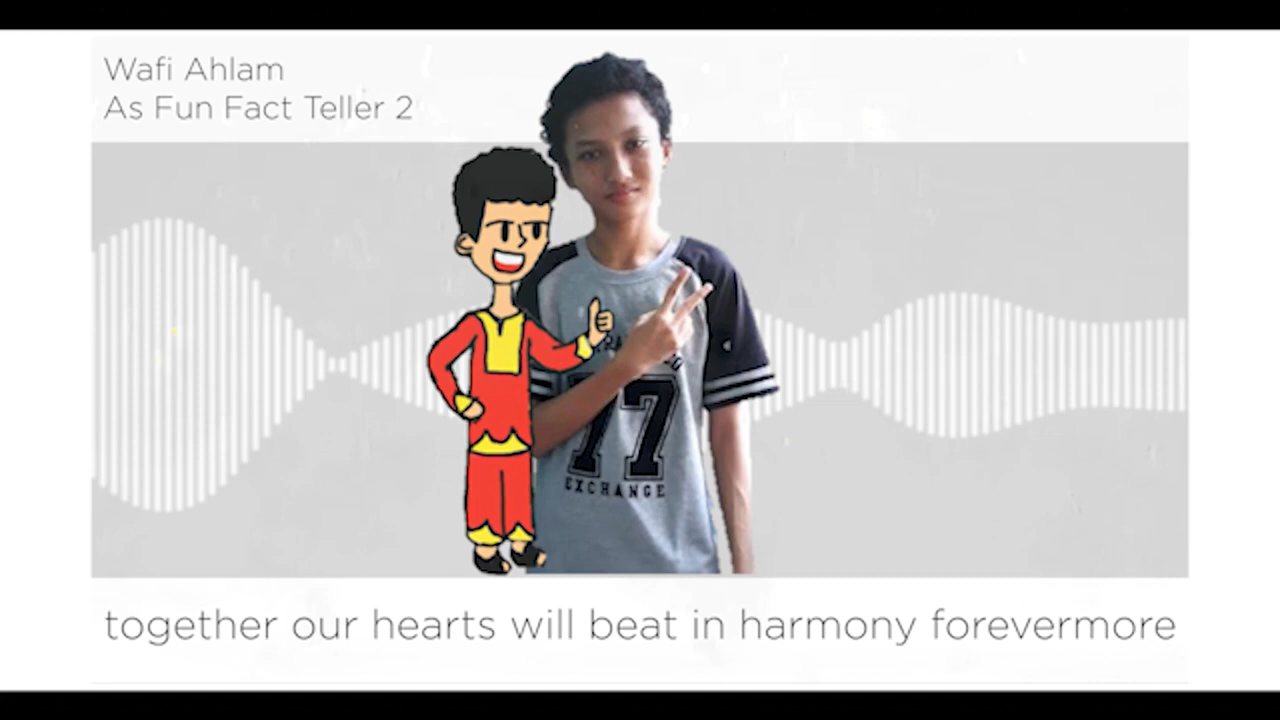 Wafi Ahlam
As Fun Fact Teller 2
77
EXCHANGE
together our hearts will beat in harmony forevermore